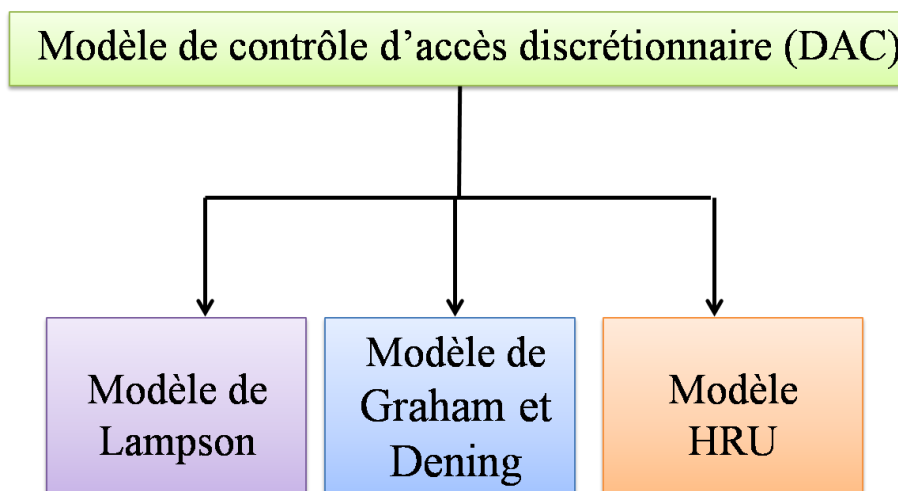 Modèle de contrôle d’accès discrétionnaire (DAC)
Modèle de
Lampson
Modèle de
Graham et
Dening
Modèle
HRU